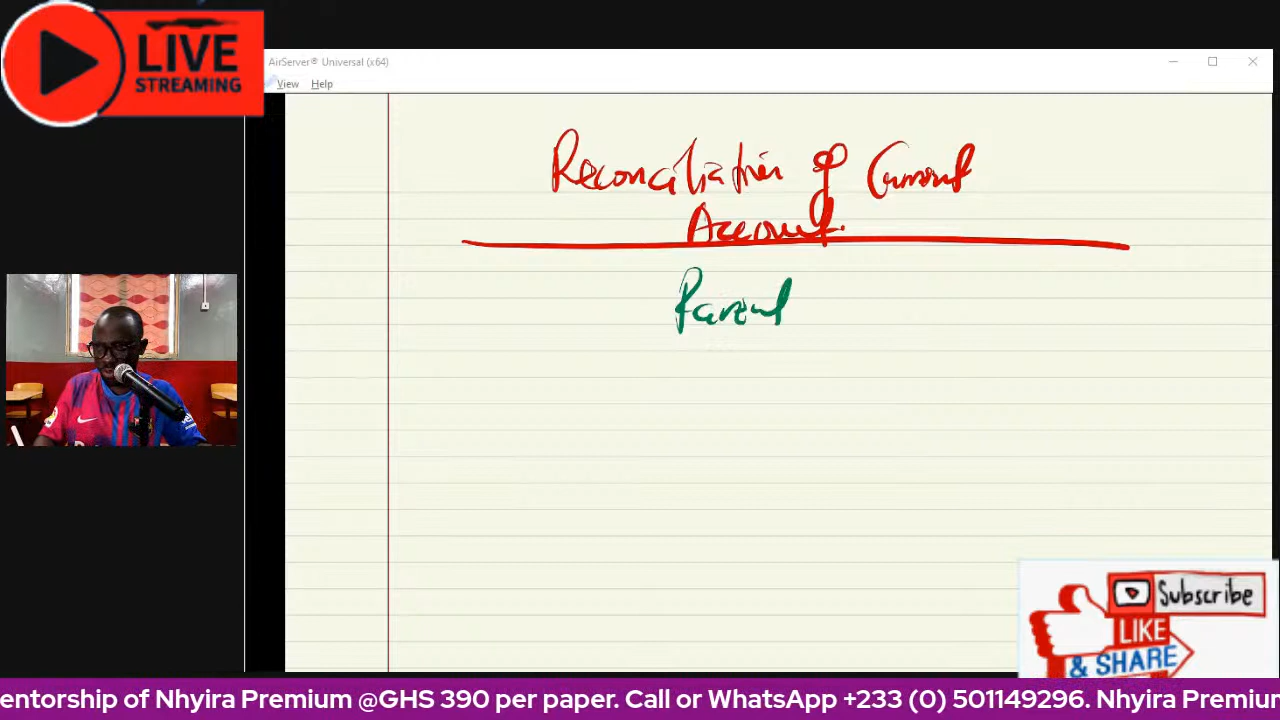 LIVE
STREAMING
AirServer® Universal (x64)
View Help
Reconciliation of Current
Account.
Parent
Subscribe
LIKE
& SHARE
entorship of Nhyira Premium @GHS 390 per paper. Call or WhatsApp +233 (0) 501149296. Nhyira Premium